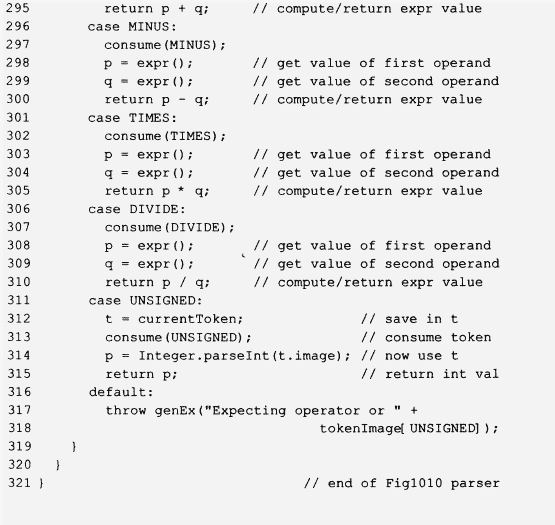 295         return p + q;     // compute/return expr value
296       case MINUS:
297         consume(MINUS);
298         p = expr();       // get value of first operand
299         q = expr();       // get value of second operand
300         return p - q;     // compute/return expr value
301       case TIMES:
302         consume(TIMES);
303         p = expr();       // get value of first operand
304         q = expr();       // get value of second operand
305         return p * q;     // compute/return expr value
306       case DIVIDE:
307         consume(DIVIDE);
308         p = expr();       // get value of first operand
309         q = expr();       // get value of second operand
310         return p / q;     // compute/return expr value
311       case UNSIGNED:
312         t = currentToken;              // save in t
313         consume(UNSIGNED);             // consume token
314         p = Integer.parseInt(t.image); // now use t
315         return p;                      // return int val
316       default:
317         throw genEx("Expecting operator or " +
318                                   tokenImage[UNSIGNED]);
319     }
320   }
321 }                               // end of Fig1010 parser